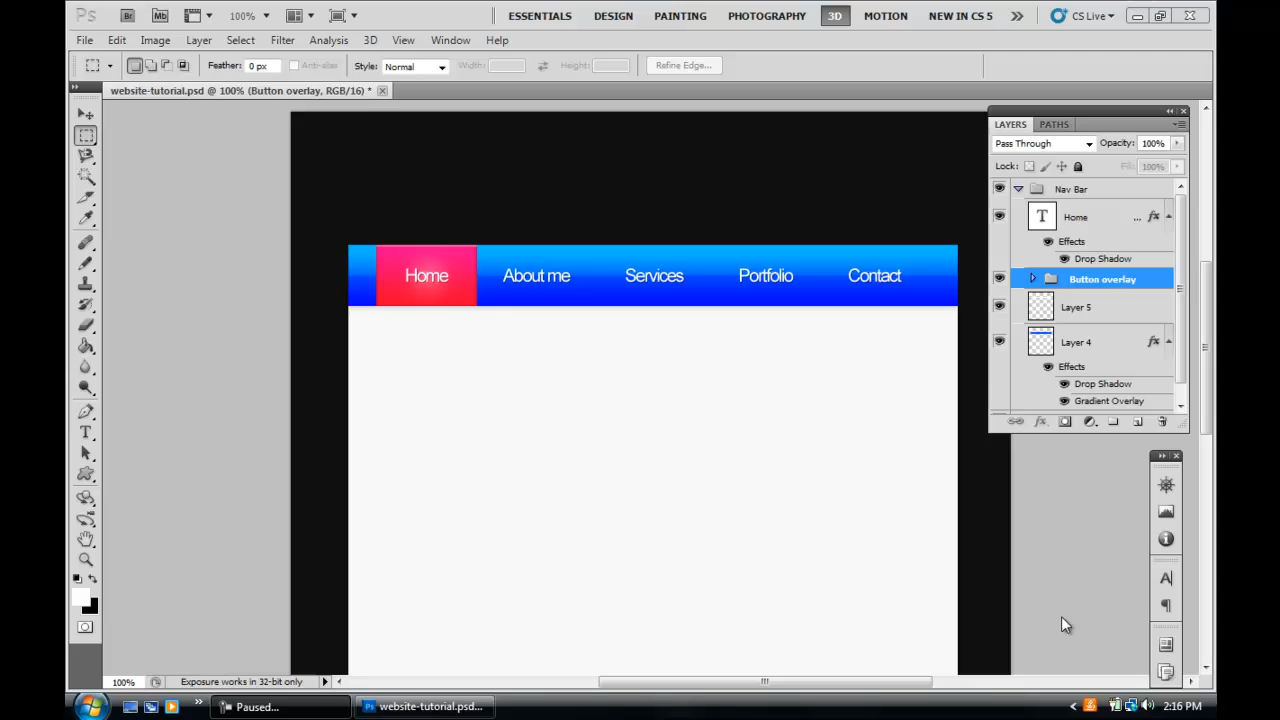 Ps Br Mb 100% ESSENTIALS DESIGN PAINTING PHOTOGRAPHY 3D MOTION NEW IN CS 5 CS Live
File Edit Image Layer Select Filter Analysis 3D View Window Help
Feather: 0 px Anti-alias Style: Normal Width: Height: Refine Edge...
website-tutorial.psd @ 100% (Button overlay, RGB/16) *
LAYERS PATHS
Pass Through Opacity: 100%
Lock: Fill: 100%
Nav Bar
T Home ... fx
Effects
Drop Shadow
Button overlay
Layer 5
Layer 4 fx
Effects
Drop Shadow
Gradient Overlay
Home About me Services Portfolio Contact
100% Exposure works in 32-bit only
Paused... Ps website-tutorial.psd... 2:16 PM